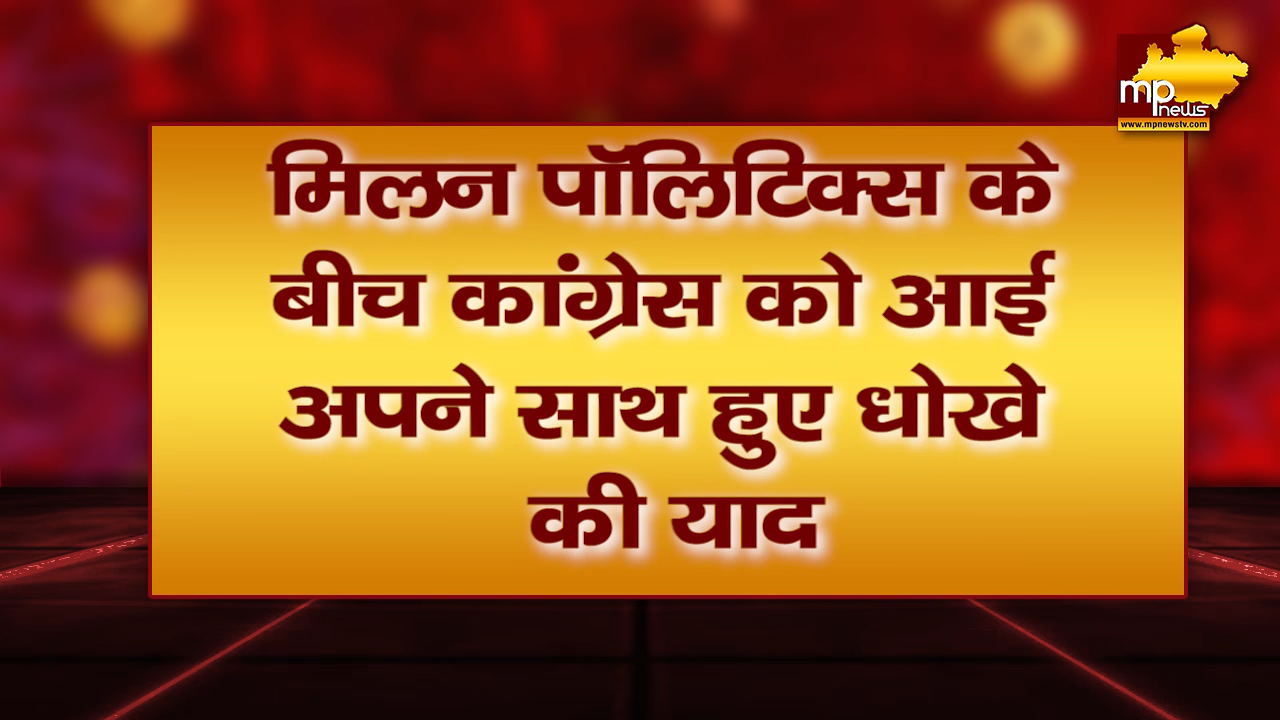 mp
news
www.mpnewstv.com
मिलन पॉलिटिक्स के
बीच कांग्रेस को आई
अपने साथ हुए धोखे
की याद